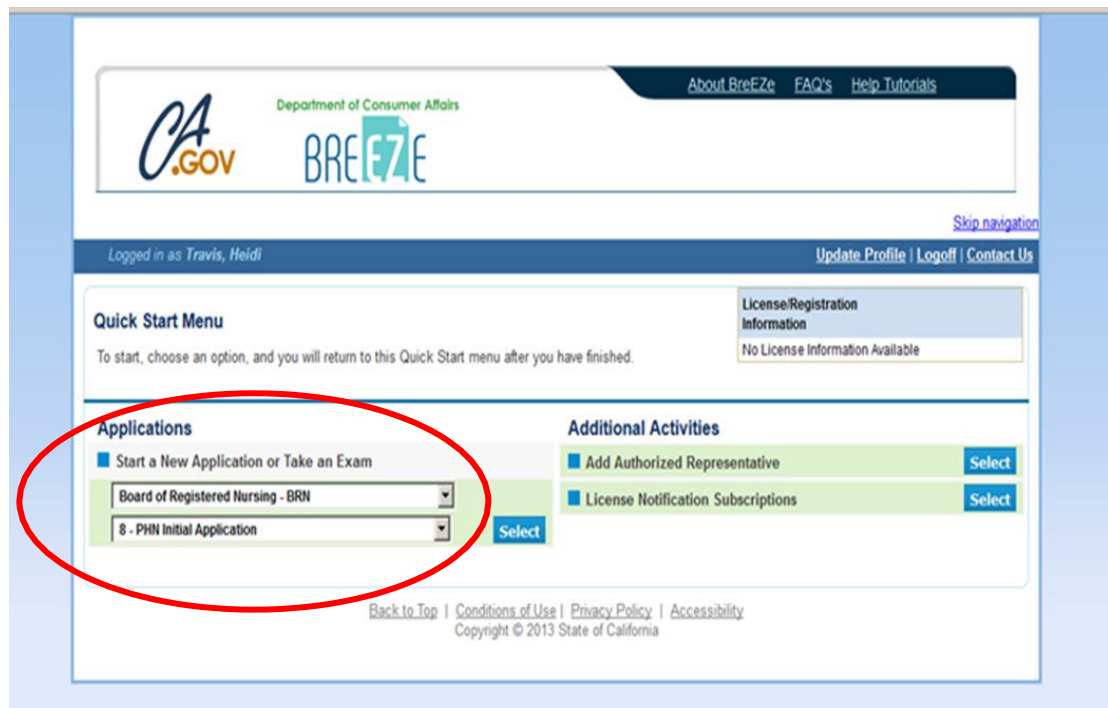 About BreEZe FAQ's Help Tutorials
CA.GOV
Department of Consumer Affairs
BREEZE
Skip navigation
Logged in as Travis, Heidi
Update Profile | Logoff | Contact Us
Quick Start Menu
To start, choose an option, and you will return to this Quick Start menu after you have finished.
License/Registration
Information
No License Information Available
Applications
Start a New Application or Take an Exam
Board of Registered Nursing - BRN
8 - PHN Initial Application
Select
Additional Activities
Add Authorized Representative
Select
License Notification Subscriptions
Select
Back to Top | Conditions of Use | Privacy Policy | Accessibility
Copyright © 2013 State of California